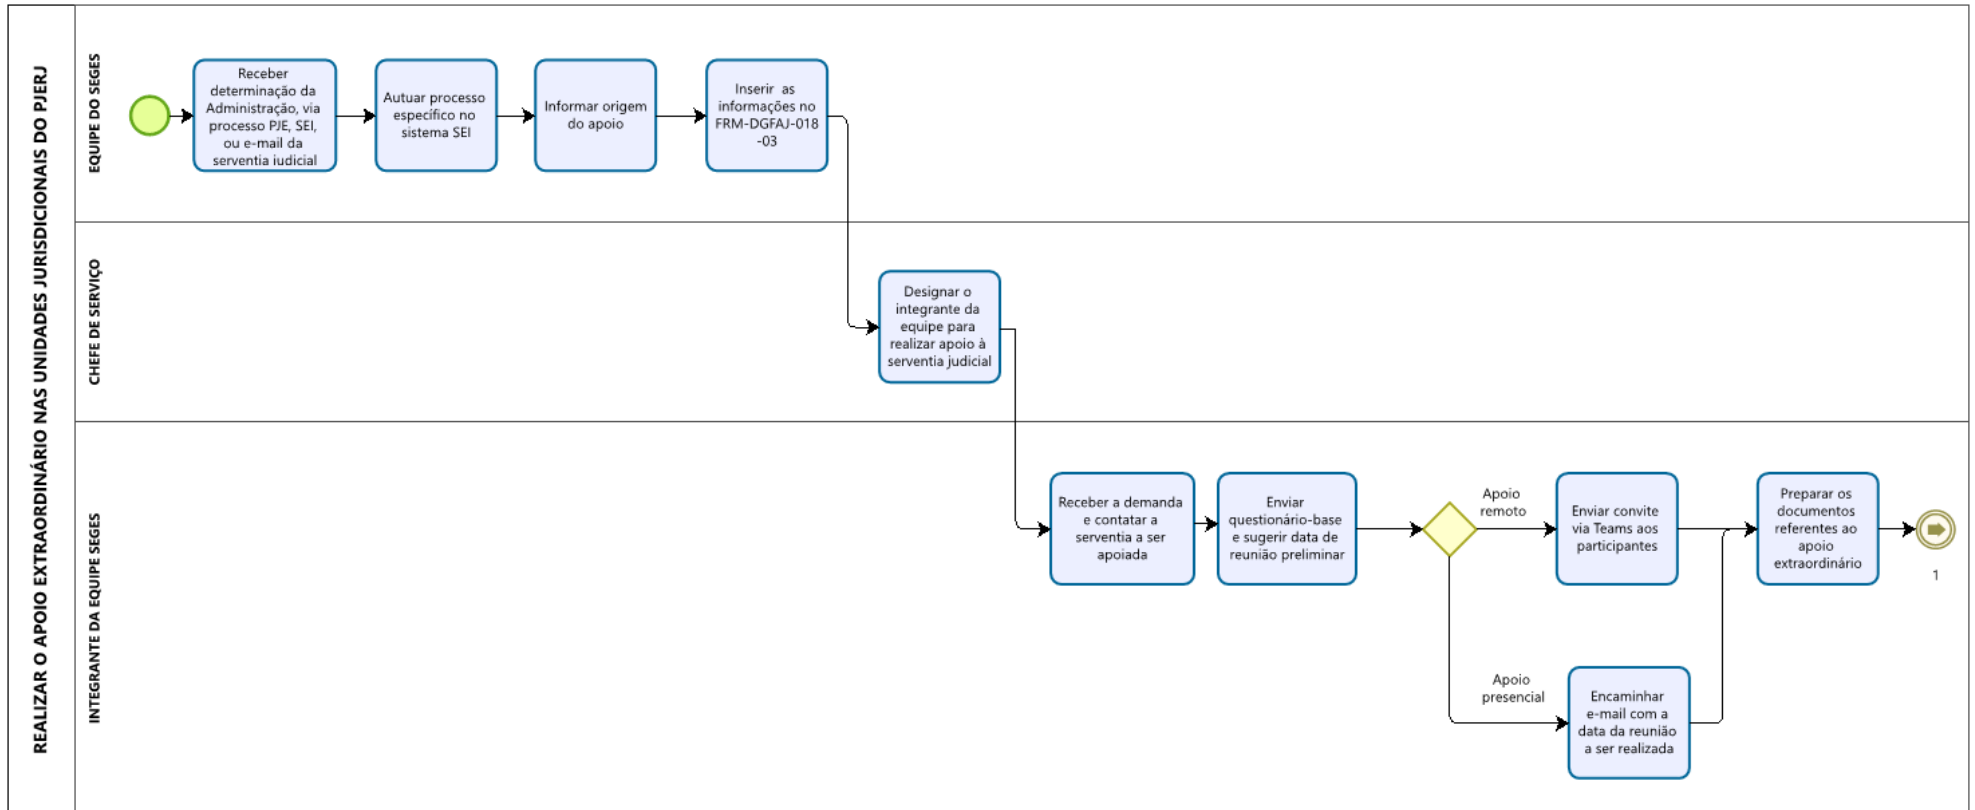 REALIZAR O APOIO EXTRAORDINÁRIO NAS UNIDADES JURISDICIONAIS DO PJERJ
EQUIPE DO SEGES
Receber
determinação da
Administração, via
processo PJE, SEI,
ou e-mail da
serventia judicial
Autuar processo
específico no
sistema SEI
Informar origem
do apoio
Inserir as
informações no
FRM-DGFAJ-018
-03
CHEFE DE SERVIÇO
Designar o
integrante da
equipe para
realizar apoio à
serventia judicial
INTEGRANTE DA EQUIPE SEGES
Receber a demanda
e contatar a
serventia a ser
apoiada
Enviar
questionário-base
e sugerir data de
reunião preliminar
Apoio
remoto
Enviar convite
via Teams aos
participantes
Preparar os
documentos
referentes ao
apoio
extraordinário
1
Apoio
presencial
Encaminhar
e-mail com a
data da reunião
a ser realizada